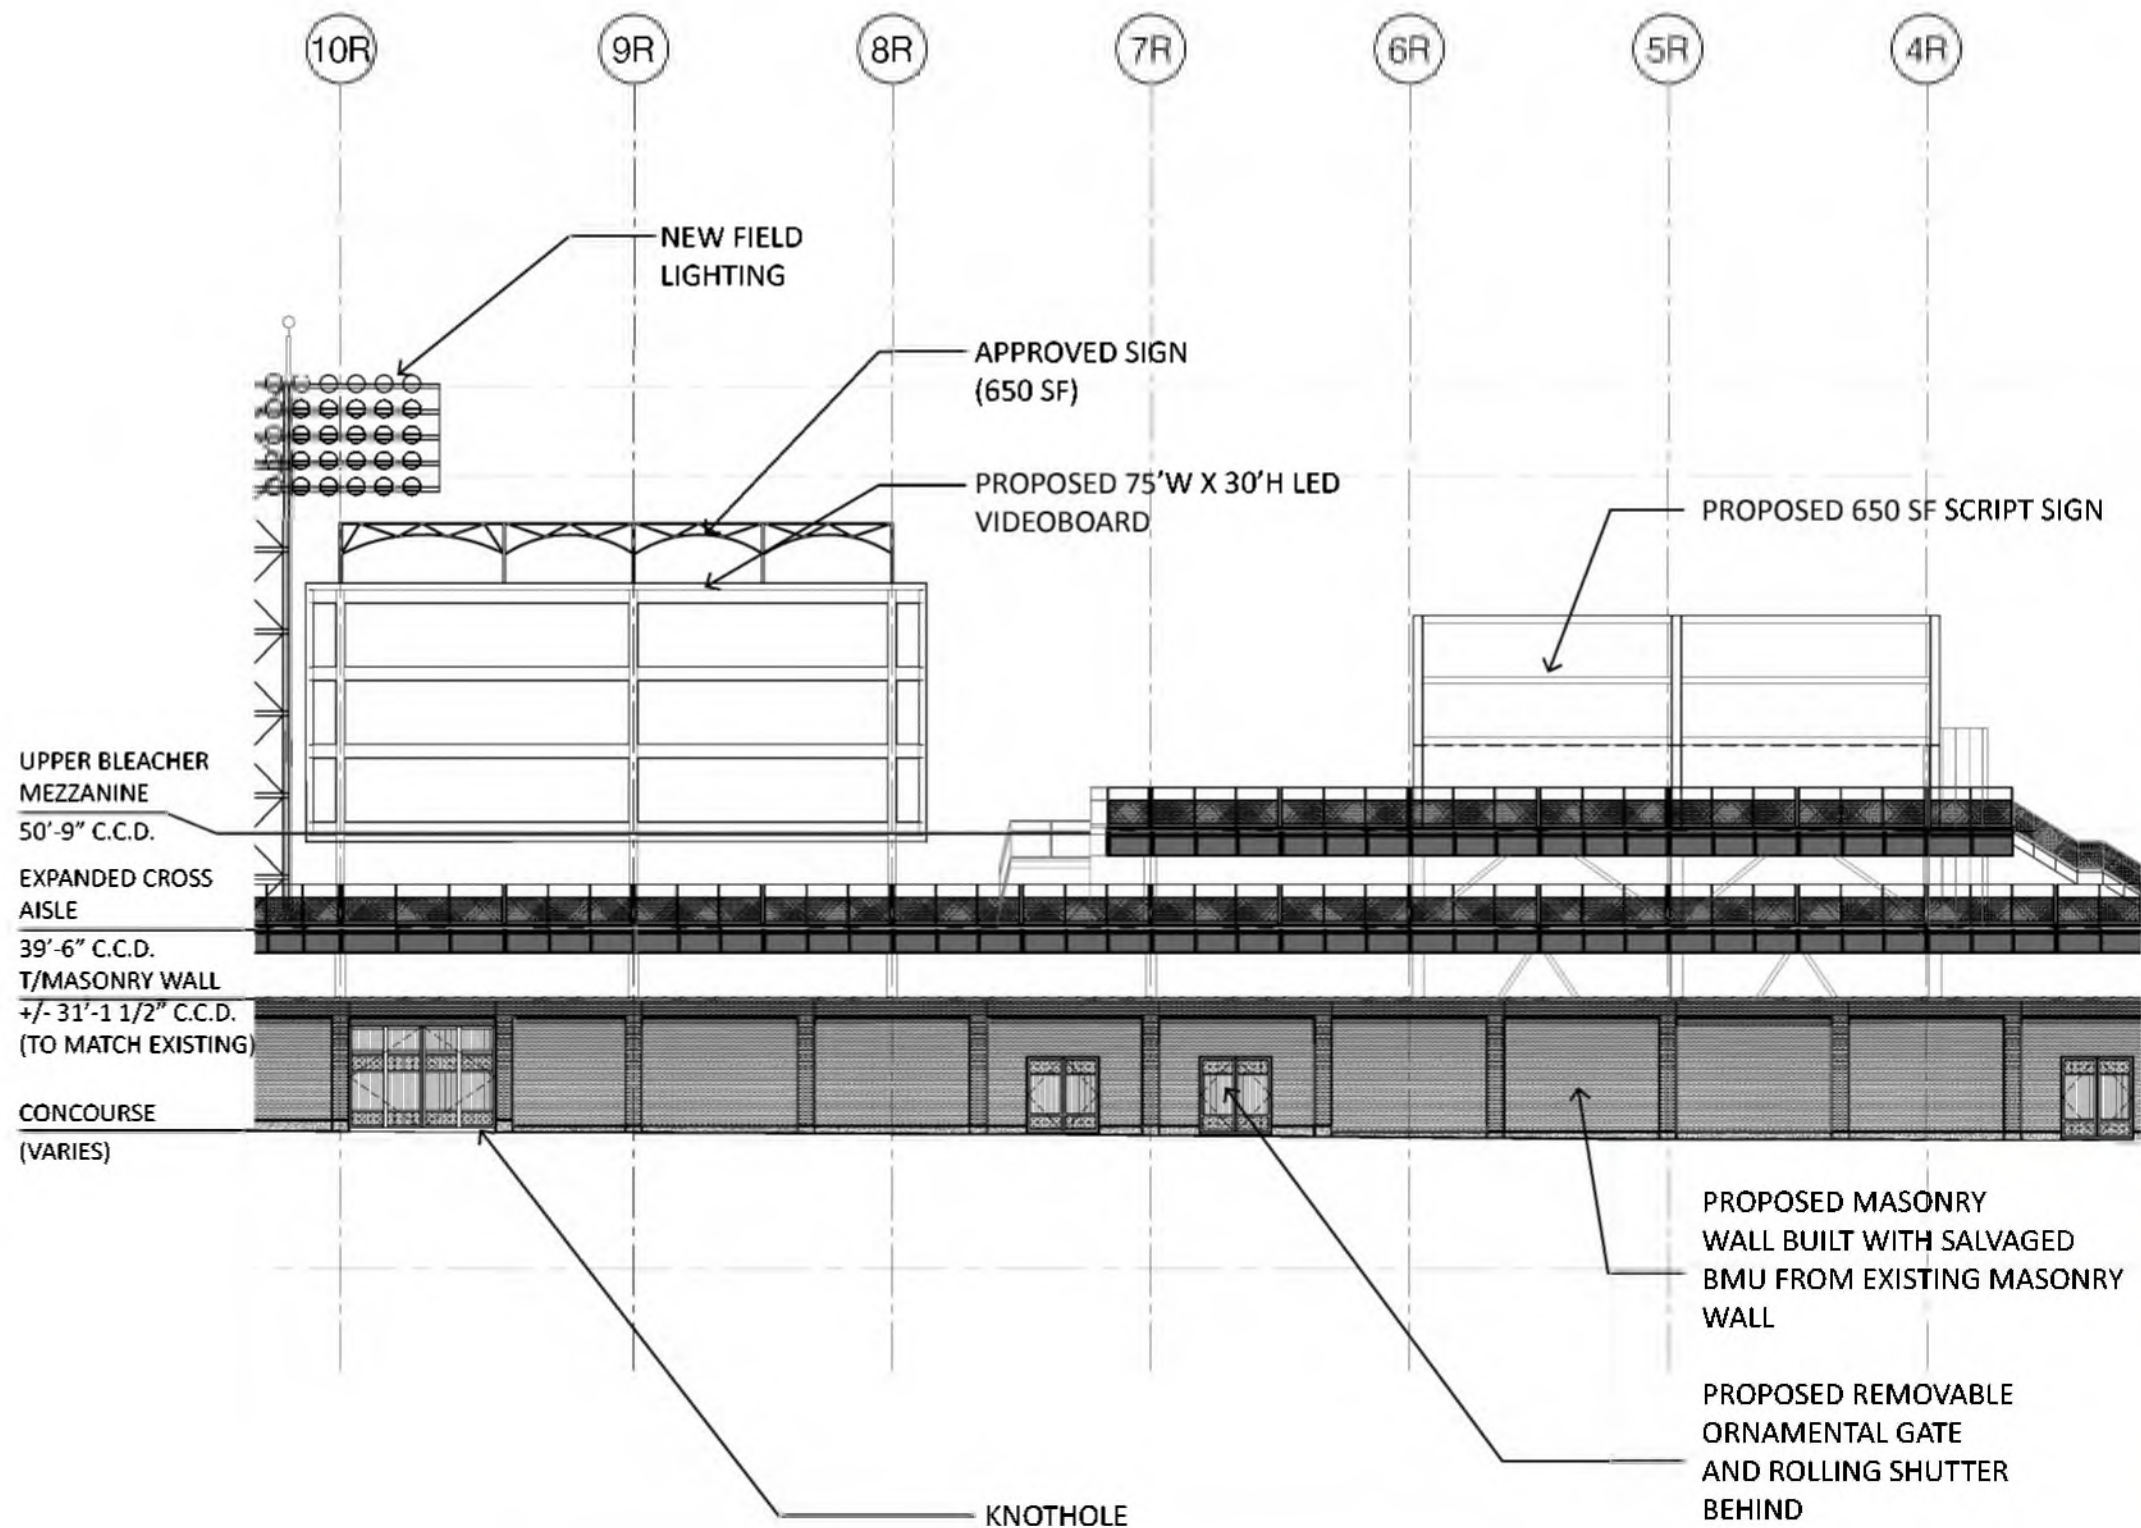 10R
9R
8R
7R
6R
5R
4R
NEW FIELD
LIGHTING
APPROVED SIGN
(650 SF)
PROPOSED 75'W X 30'H LED
VIDEOBOARD
PROPOSED 650 SF SCRIPT SIGN
UPPER BLEACHER
MEZZANINE
50'-9" C.C.D.
EXPANDED CROSS
AISLE
39'-6" C.C.D.
T/MASONRY WALL
+/- 31'-1 1/2" C.C.D.
(TO MATCH EXISTING)
CONCOURSE
(VARIES)
PROPOSED MASONRY
WALL BUILT WITH SALVAGED
BMU FROM EXISTING MASONRY
WALL
PROPOSED REMOVABLE
ORNAMENTAL GATE
AND ROLLING SHUTTER
BEHIND
KNOTHOLE